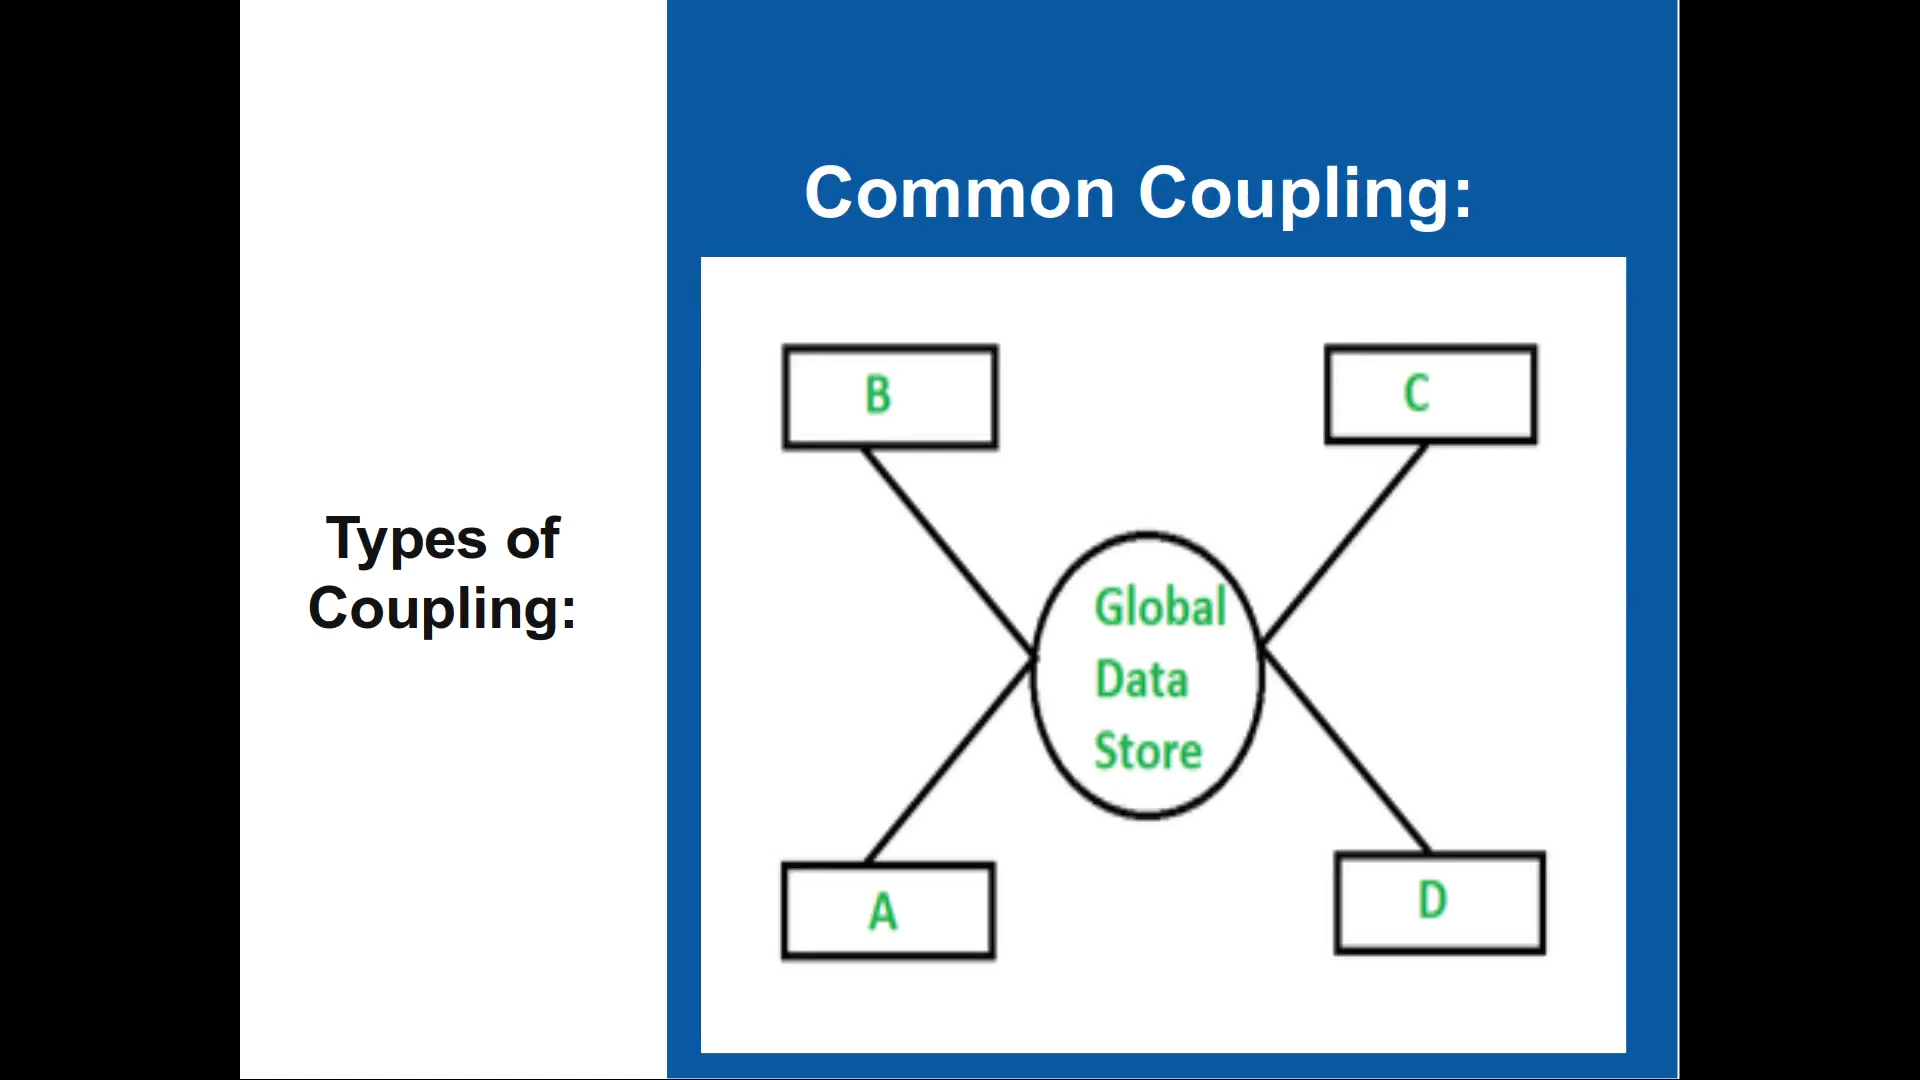 Types of
Coupling:
Common Coupling:
B
C
Global
Data
Store
A
D